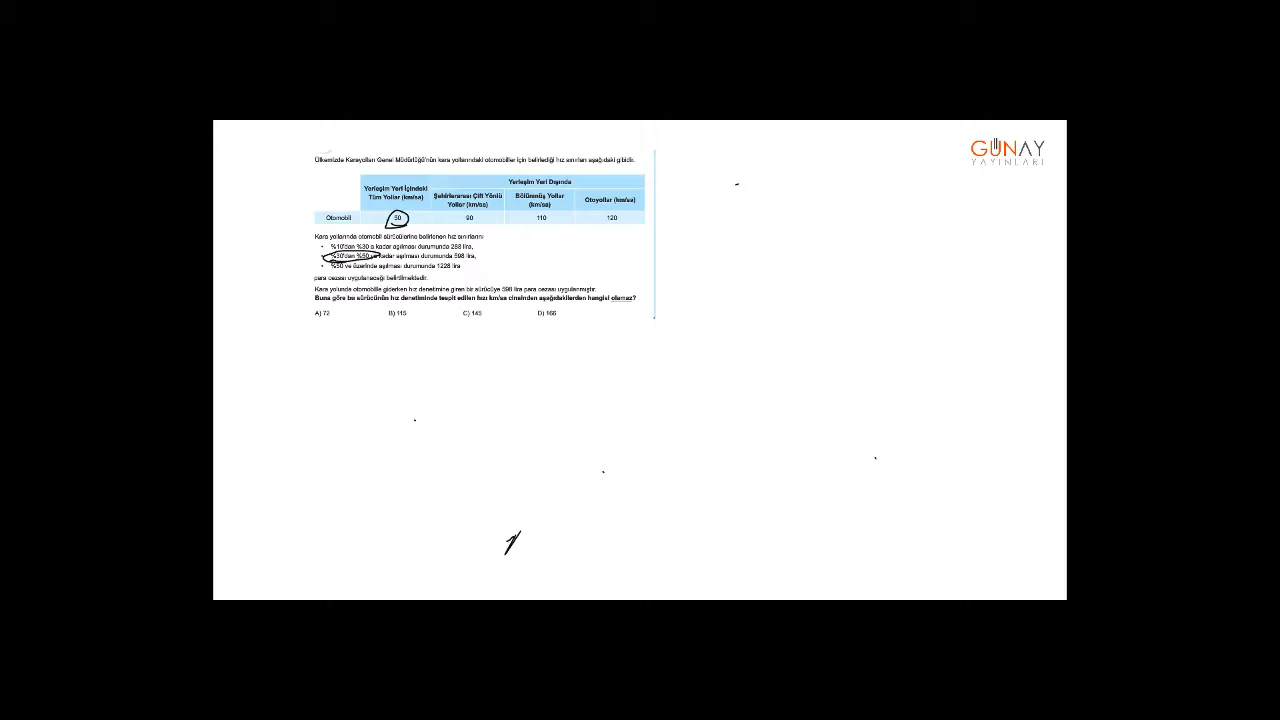 GÜNAY
YAYINLARI
Ülkemizde Karayolları Genel Müdürlüğü'nün kara yollarındaki otomobiller için belirlediği hız sınırları aşağıdaki gibidir.
Yerleşim Yeri İçindeki Tüm Yollar (km/sa)
Yerleşim Yeri Dışında
Şehirlerarası Çift Yönlü Yollar (km/sa)
Bölünmüş Yollar (km/sa)
Otoyollar (km/sa)
Otomobil 50 90 110 120
Kara yollarında otomobil sürücülerine belirlenen hız sınırlarını
• %10'dan %30'a kadar aşılması durumunda 288 lira,
• %30'dan %50'ye kadar aşılması durumunda 598 lira,
• %50 ve üzerinde aşılması durumunda 1228 lira
para cezası uygulanacağı belirtilmektedir.
Kara yolunda otomobille giderken hız denetimine giren bir sürücüye 598 lira para cezası uygulanmıştır.
Buna göre bu sürücünün hız denetiminde tespit edilen hızı km/sa cinsinden aşağıdakilerden hangisi olamaz?
A) 72 B) 115 C) 145 D) 166